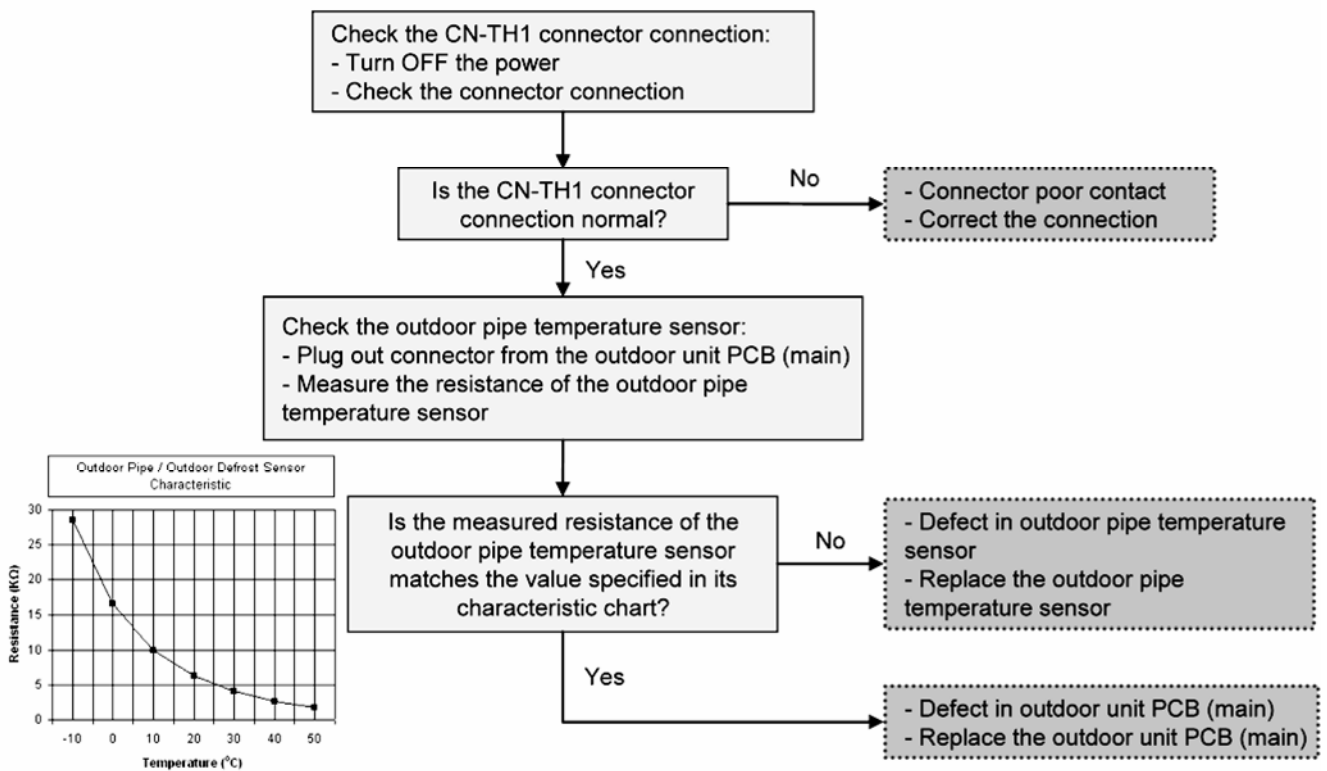 Check the CN-TH1 connector connection:
- Turn OFF the power
- Check the connector connection
Is the CN-TH1 connector
connection normal?
No
- Connector poor contact
- Correct the connection
Yes
Check the outdoor pipe temperature sensor:
- Plug out connector from the outdoor unit PCB (main)
- Measure the resistance of the outdoor pipe
temperature sensor
Outdoor Pipe / Outdoor Defrost Sensor
Characteristic
Resistance (KΩ)
30
25
20
15
10
5
0
-10 0 10 20 30 40 50
Temperature (°C)
Is the measured resistance of the
outdoor pipe temperature sensor
matches the value specified in its
characteristic chart?
No
- Defect in outdoor pipe temperature
sensor
- Replace the outdoor pipe
temperature sensor
Yes
- Defect in outdoor unit PCB (main)
- Replace the outdoor unit PCB (main)